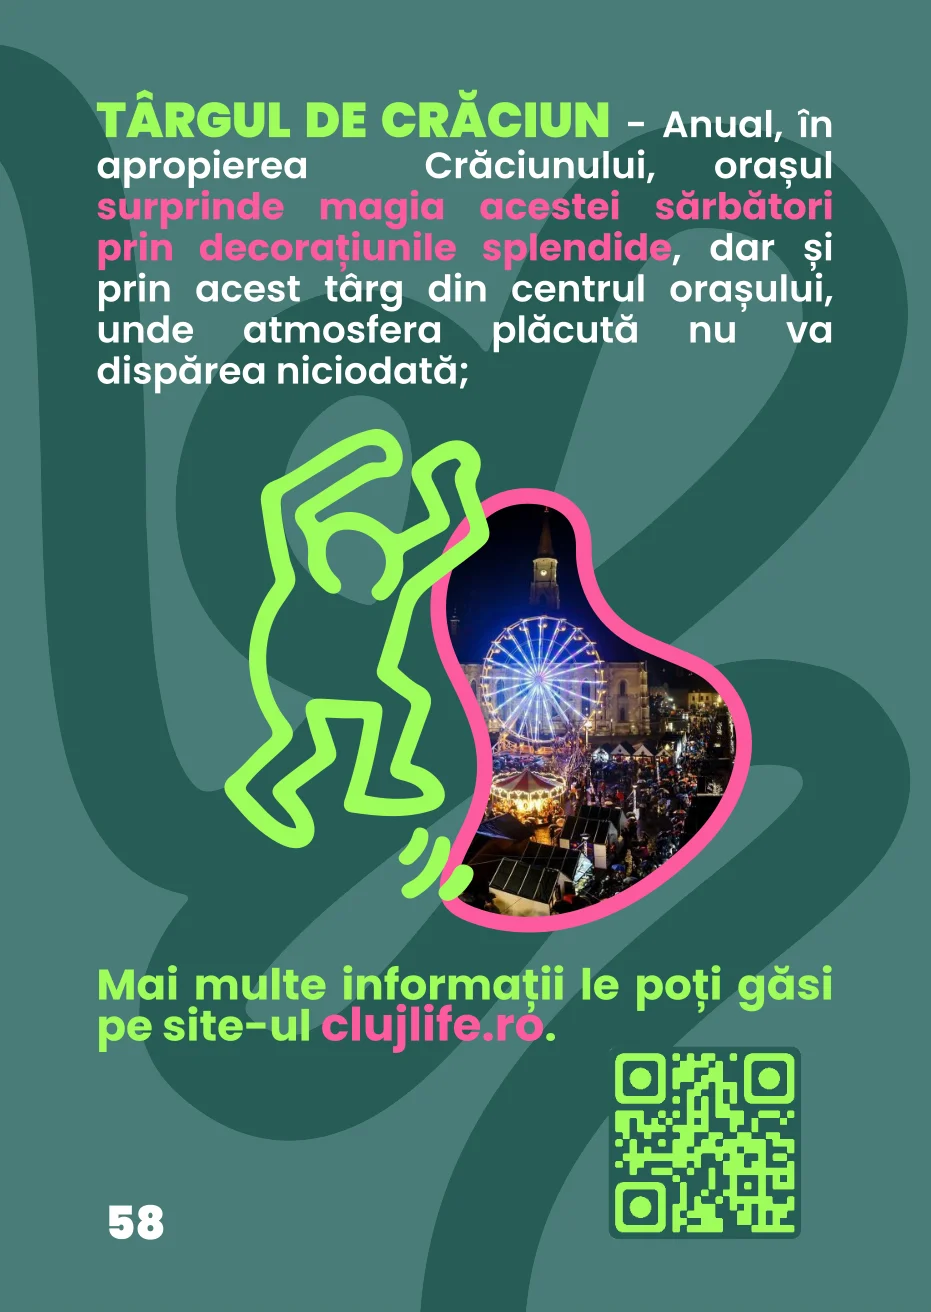 TÂRGUL DE CRĂCIUN - Anual, în
apropierea Crăciunului, orașul
surprinde magia acestei sărbători
prin decorațiunile splendide, dar și
prin acest târg din centrul orașului,
unde atmosfera plăcută nu va
dispărea niciodată;
Mai multe informații le poți găsi
pe site-ul clujlife.ro.
58